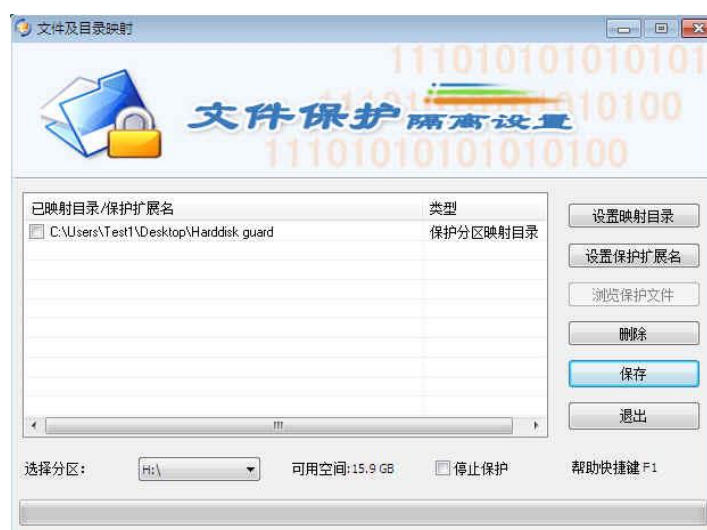 文件及目录映射
11101010101010101
文件保护 隔离设置
11101010101010100
已映射目录/保护扩展名 类型
C:\Users\Test1\Desktop\Harddisk guard 保护分区映射目录
设置映射目录
设置保护扩展名
浏览保护文件
删除
保存
退出
选择分区: H:\ 可用空间:15.9 GB 停止保护 帮助快捷键 F1